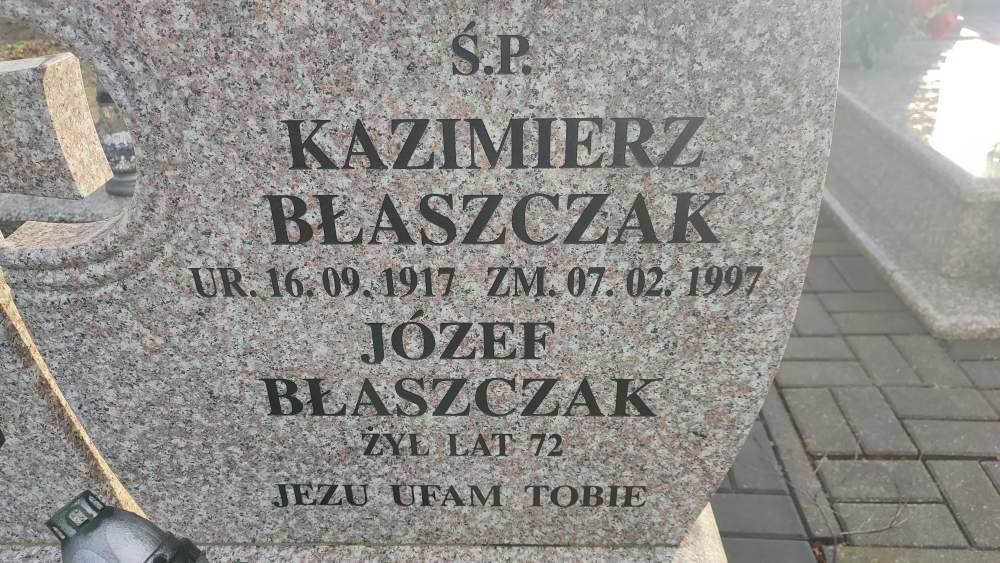 Ś.P.
KAZIMIERZ
BŁASZCZAK
UR. 16. 09. 1917 ZM. 07. 02. 1997
JÓZEF
BŁASZCZAK
ŻYŁ LAT 72
JEZU UFAM TOBIE